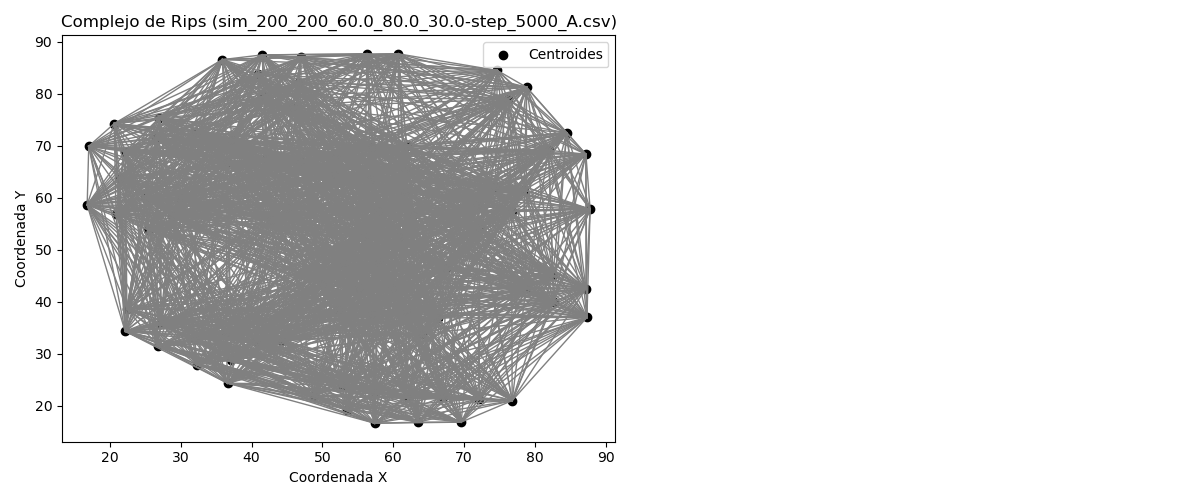 Complejo de Rips (sim_200_200_60.0_80.0_30.0-step_5000_A.csv)
Centroides
Coordenada Y
90
80
70
60
50
40
30
20
20 30 40 50 60 70 80 90
Coordenada X